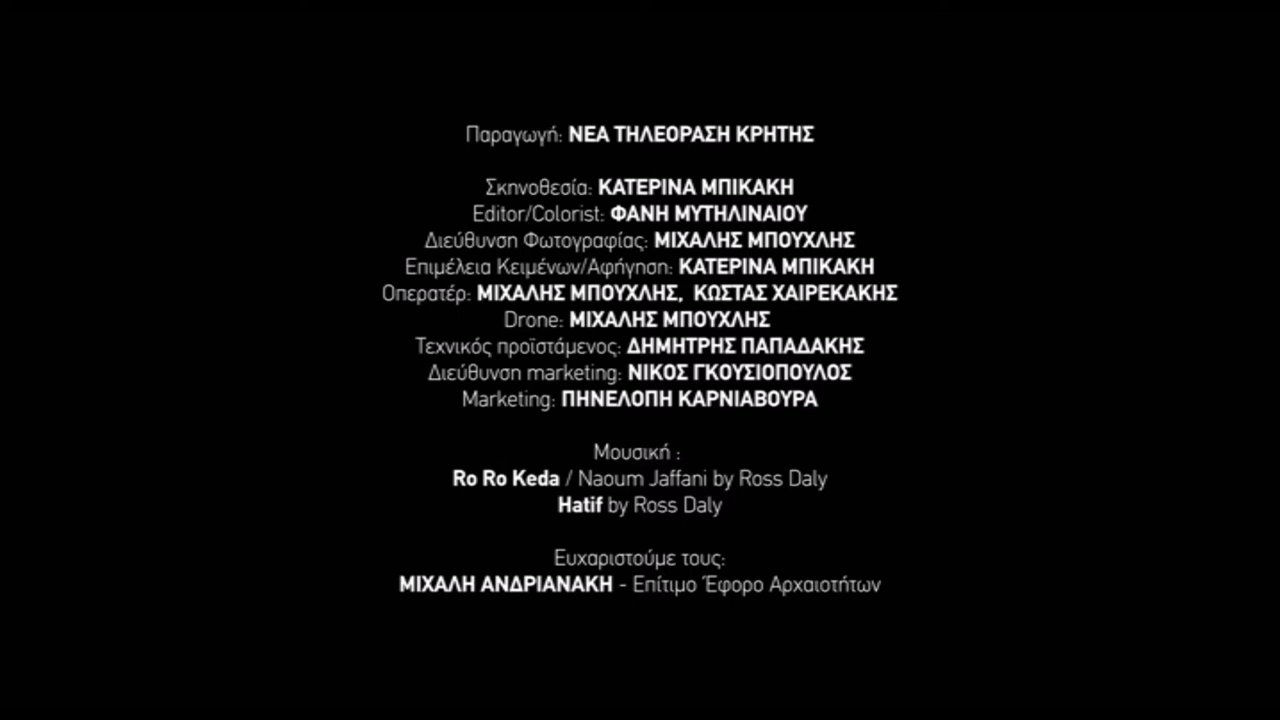 Παραγωγή: ΝΕΑ ΤΗΛΕΟΡΑΣΗ ΚΡΗΤΗΣ
Σκηνοθεσία: ΚΑΤΕΡΙΝΑ ΜΠΙΚΑΚΗ
Editor/Colorist: ΦΑΝΗ ΜΥΤΗΛΙΝΑΙΟΥ
Διεύθυνση Φωτογραφίας: ΜΙΧΑΛΗΣ ΜΠΟΥΧΛΗΣ
Επιμέλεια Κειμένων/Αφήγηση: ΚΑΤΕΡΙΝΑ ΜΠΙΚΑΚΗ
Οπερατέρ: ΜΙΧΑΛΗΣ ΜΠΟΥΧΛΗΣ, ΚΩΣΤΑΣ ΧΑΙΡΕΚΑΚΗΣ
Drone: ΜΙΧΑΛΗΣ ΜΠΟΥΧΛΗΣ
Τεχνικός προϊστάμενος: ΔΗΜΗΤΡΗΣ ΠΑΠΑΔΑΚΗΣ
Διεύθυνση marketing: ΝΙΚΟΣ ΓΚΟΥΣΙΟΠΟΥΛΟΣ
Marketing: ΠΗΝΕΛΟΠΗ ΚΑΡΝΙΑΒΟΥΡΑ
Μουσική :
Ro Ro Keda / Naoum Jaffani by Ross Daly
Hatif by Ross Daly
Ευχαριστούμε τους:
ΜΙΧΑΛΗ ΑΝΔΡΙΑΝΑΚΗ - Επίτιμο Έφορο Αρχαιοτήτων